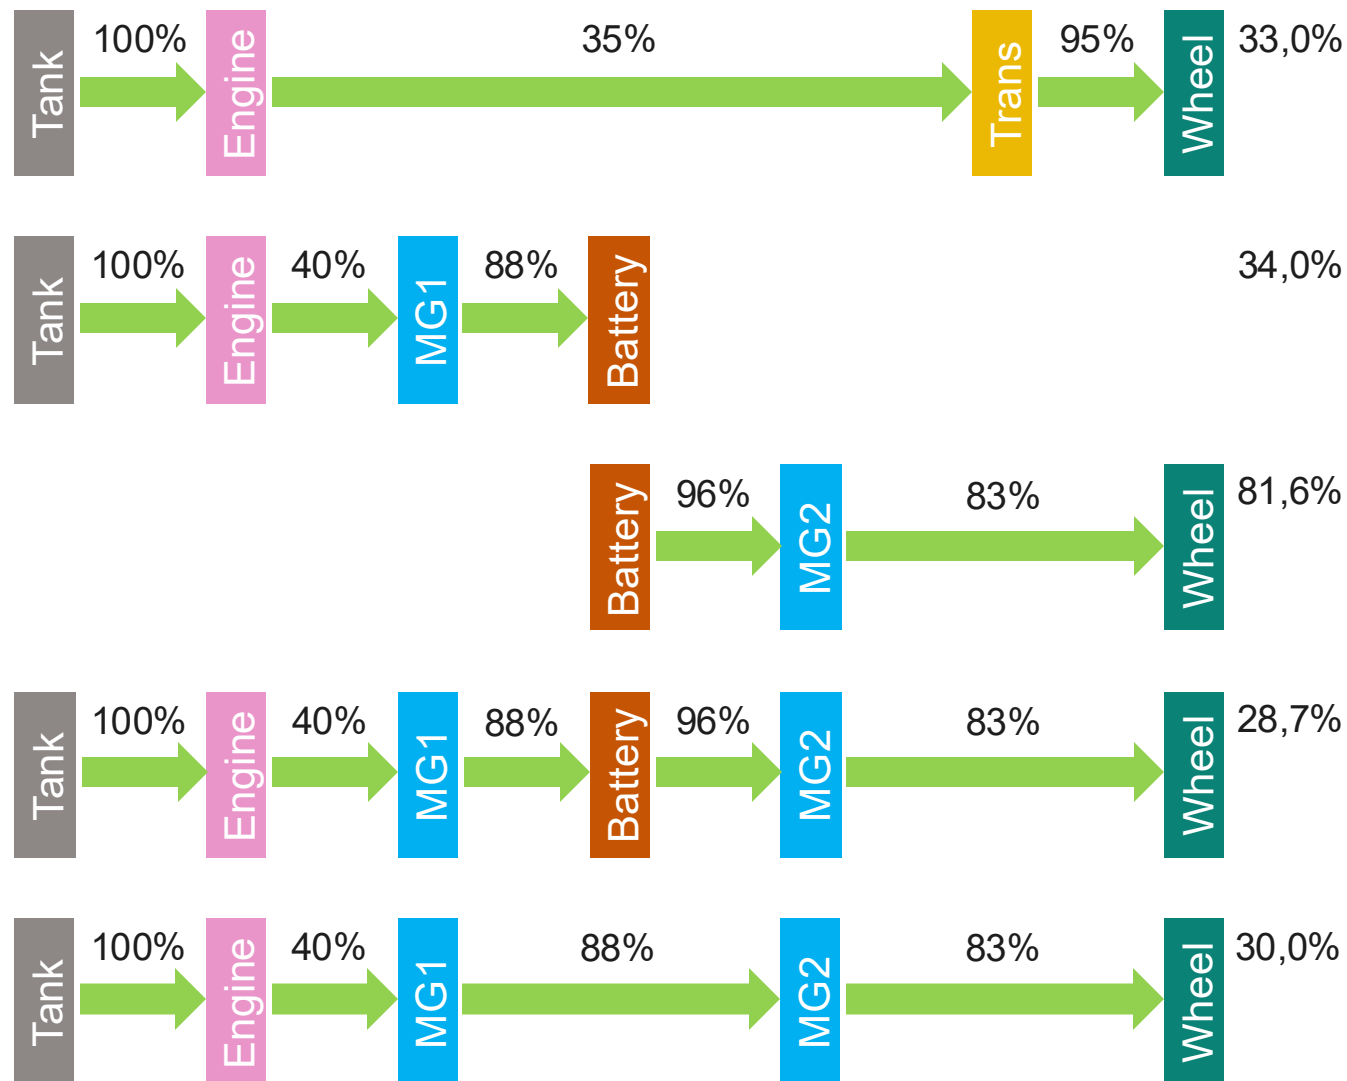 100% 35% 95% 33,0%
Tank Engine Trans Wheel
100% 40% 88% 34,0%
Tank Engine MG1 Battery
96% 83% 81,6%
Battery MG2 Wheel
100% 40% 88% 96% 83% 28,7%
Tank Engine MG1 Battery MG2 Wheel
100% 40% 88% 83% 30,0%
Tank Engine MG1 MG2 Wheel